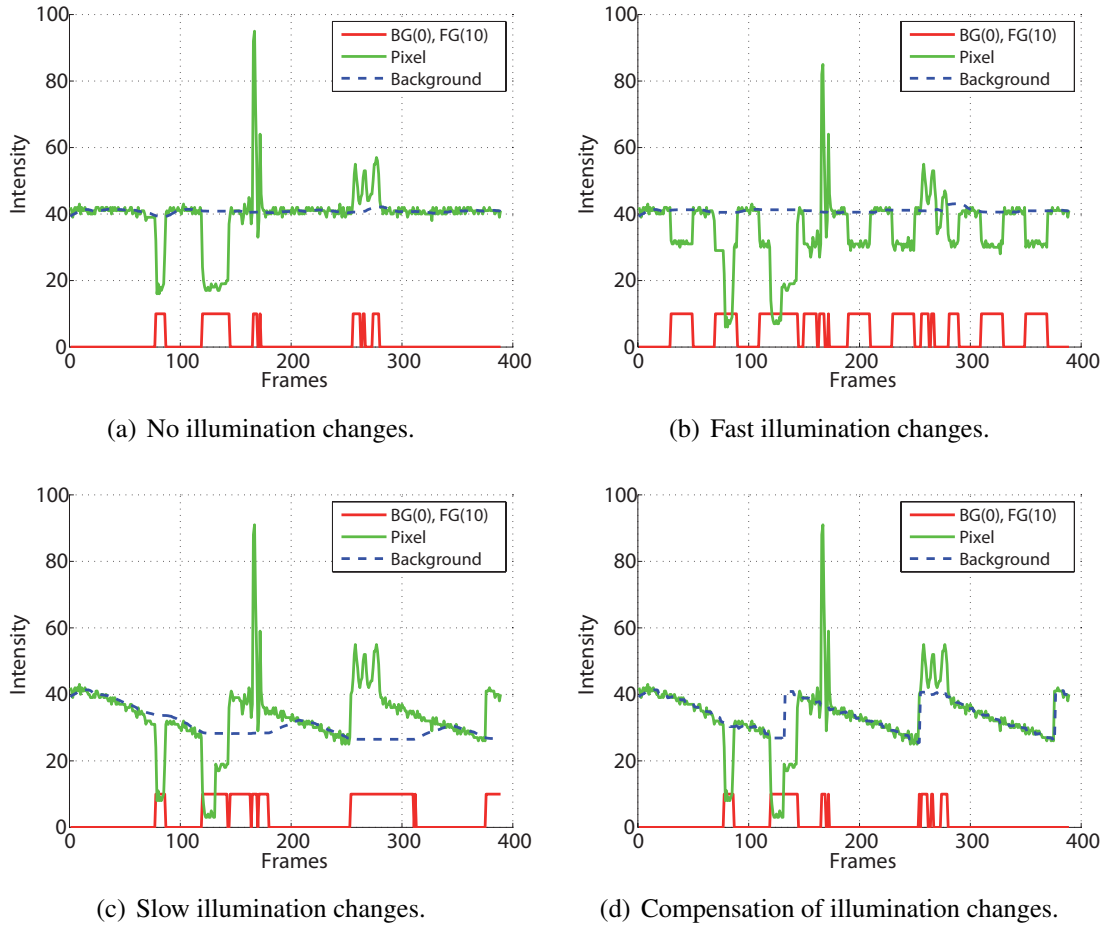 100
80
60
40
20
0
Intensity
BG(0), FG(10)
Pixel
Background
0 100 200 300 400
Frames
(a) No illumination changes.
100
80
60
40
20
0
Intensity
BG(0), FG(10)
Pixel
Background
0 100 200 300 400
Frames
(b) Fast illumination changes.
100
80
60
40
20
0
Intensity
BG(0), FG(10)
Pixel
Background
0 100 200 300 400
Frames
(c) Slow illumination changes.
100
80
60
40
20
0
Intensity
BG(0), FG(10)
Pixel
Background
0 100 200 300 400
Frames
(d) Compensation of illumination changes.